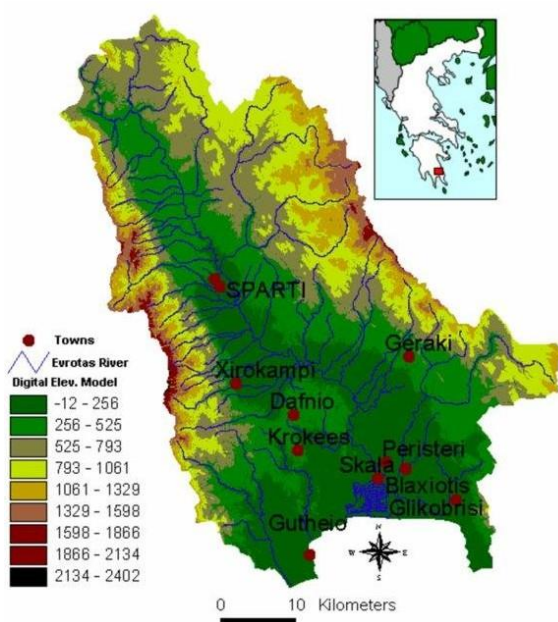 SPARTI
Towns
Evrotas River
Digital Elev. Model
-12 - 256
256 - 525
525 - 793
793 - 1061
1061 - 1329
1329 - 1598
1598 - 1866
1866 - 2134
2134 - 2402
Geraki
Xirokampi
Dafnio
Krokees
Peristeri
Skala
Blaxiotis
Glikobrisi
Gutheio
N
W E
S
0 10 Kilometers